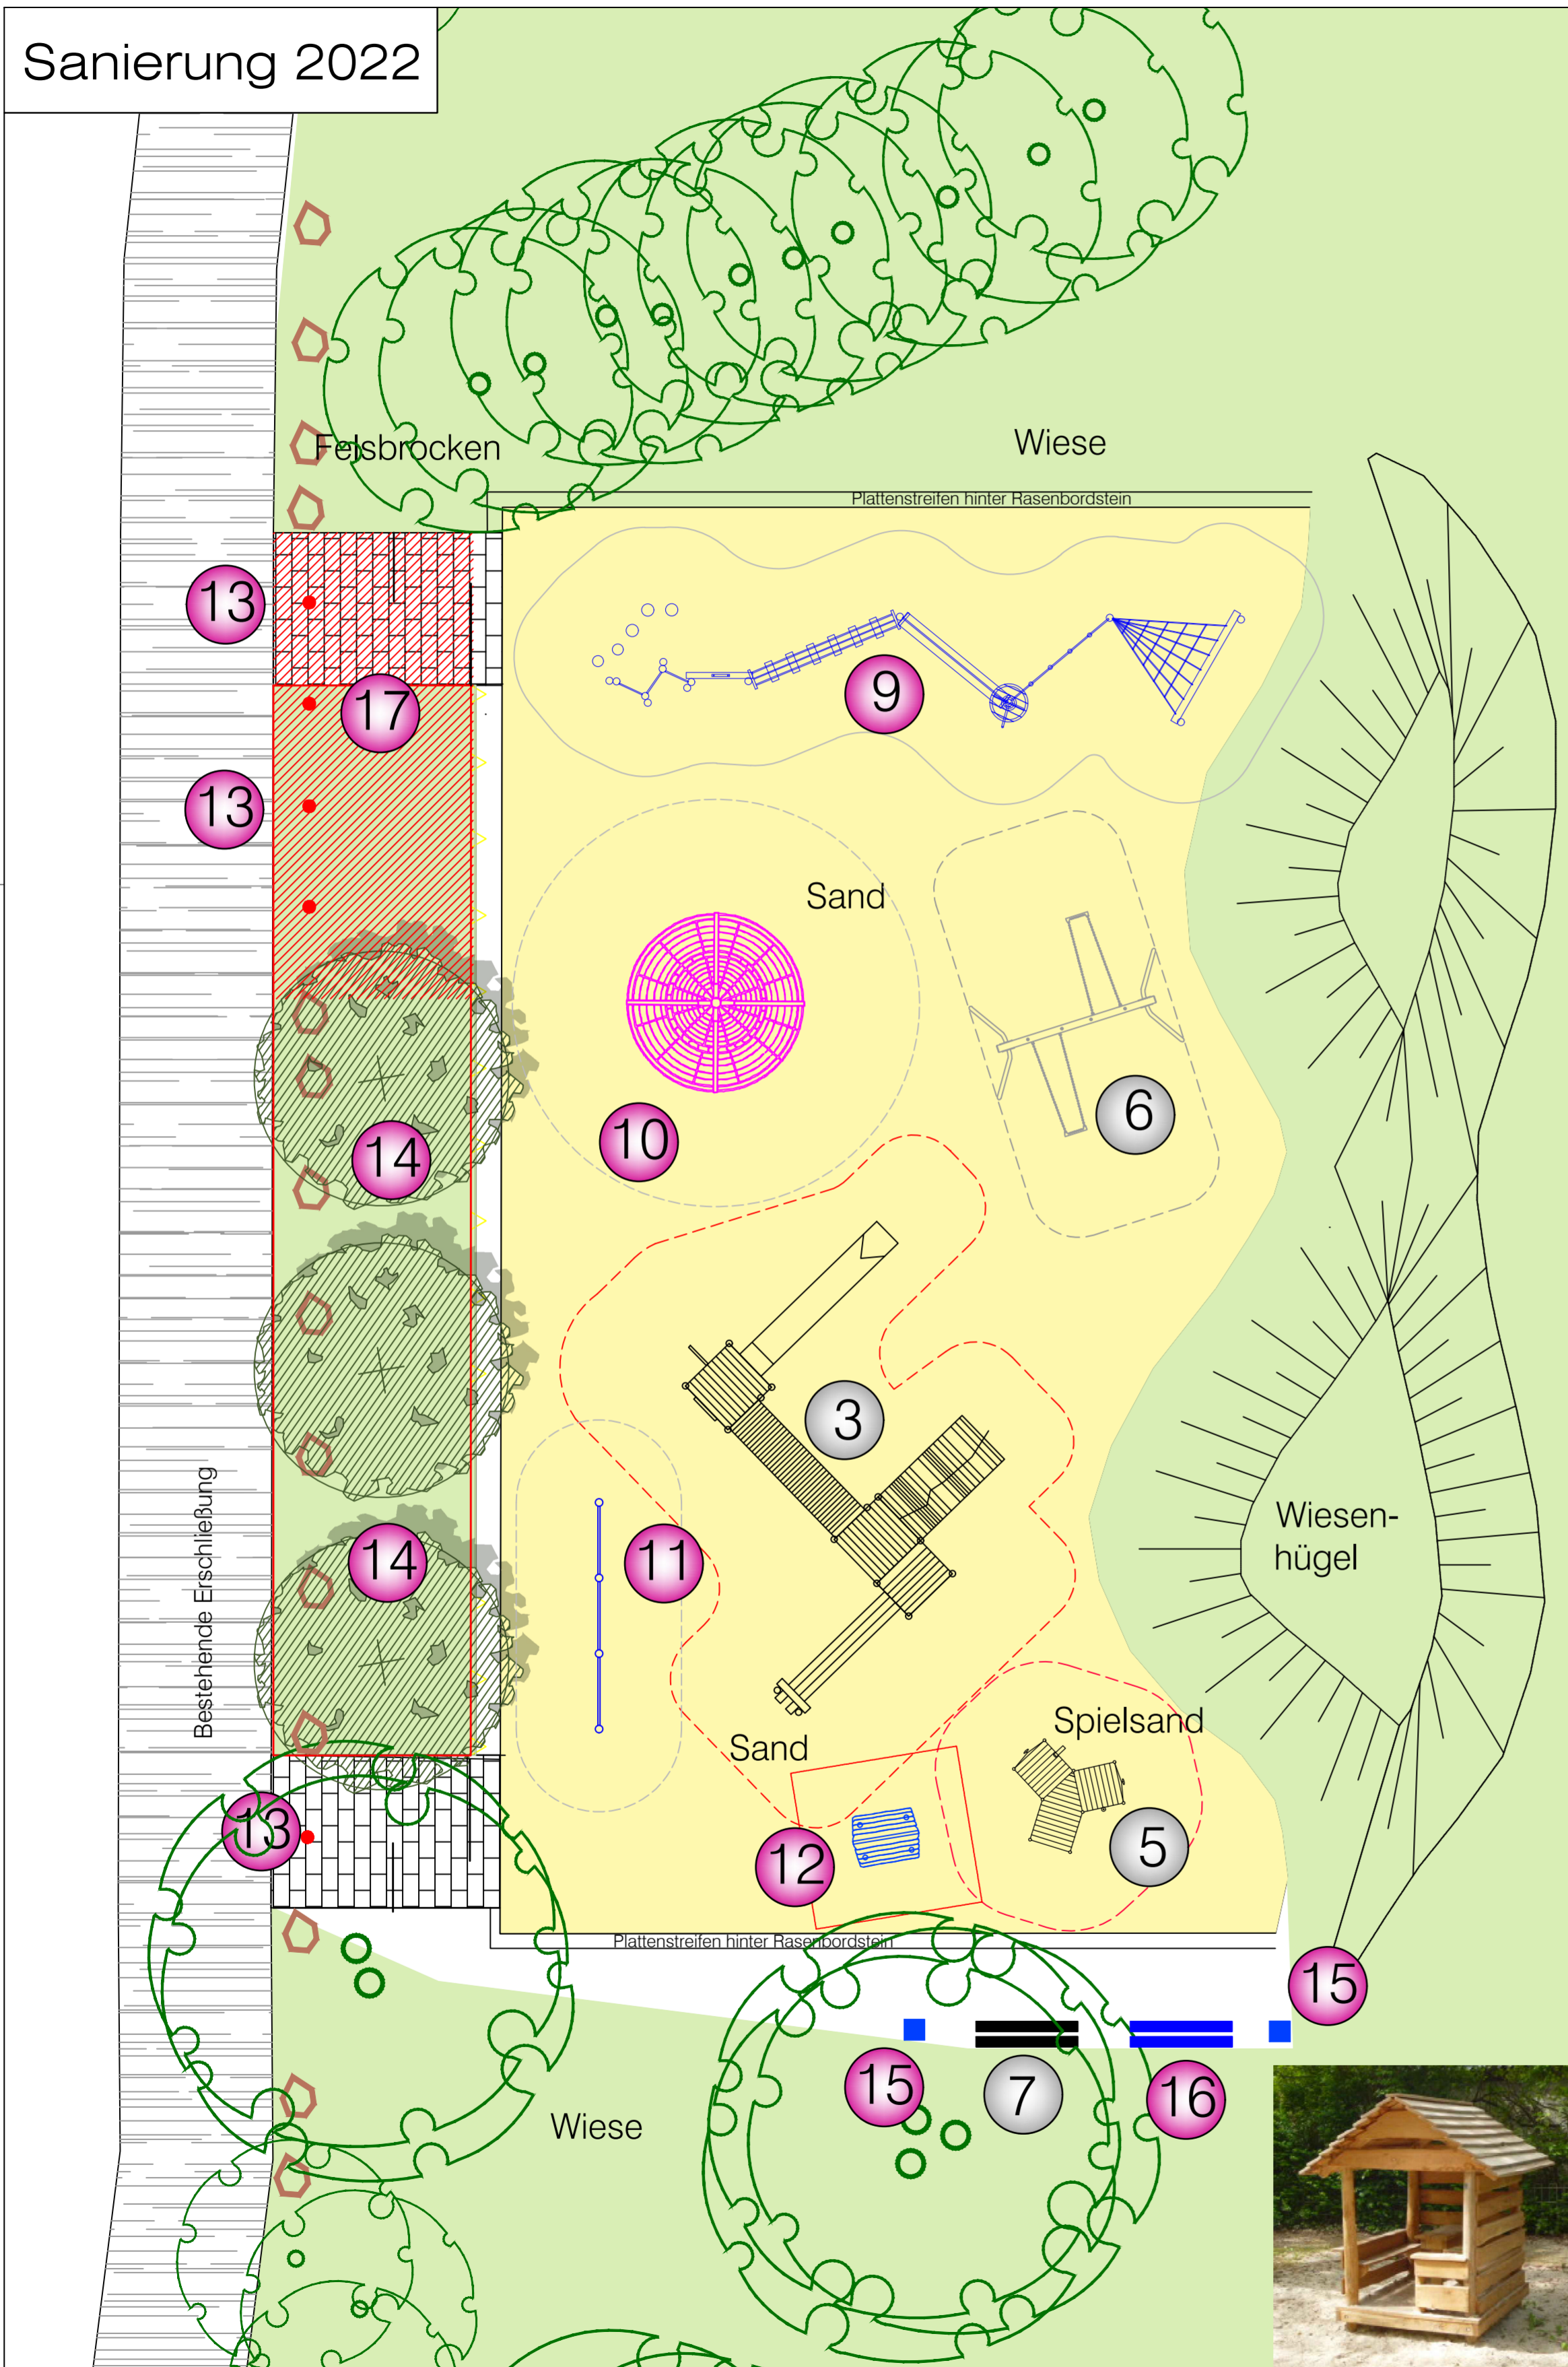 Sanierung 2022
Felsbrocken
Wiese
Plattenstreifen hinter Rasenbordstein
13
17
9
13
Sand
10
6
14
3
Bestehende Erschließung
14
11
Wiesen-
hügel
Sand
Spielsand
13
12
5
Plattenstreifen hinter Rasenbordstein
15
15
7
16
Wiese